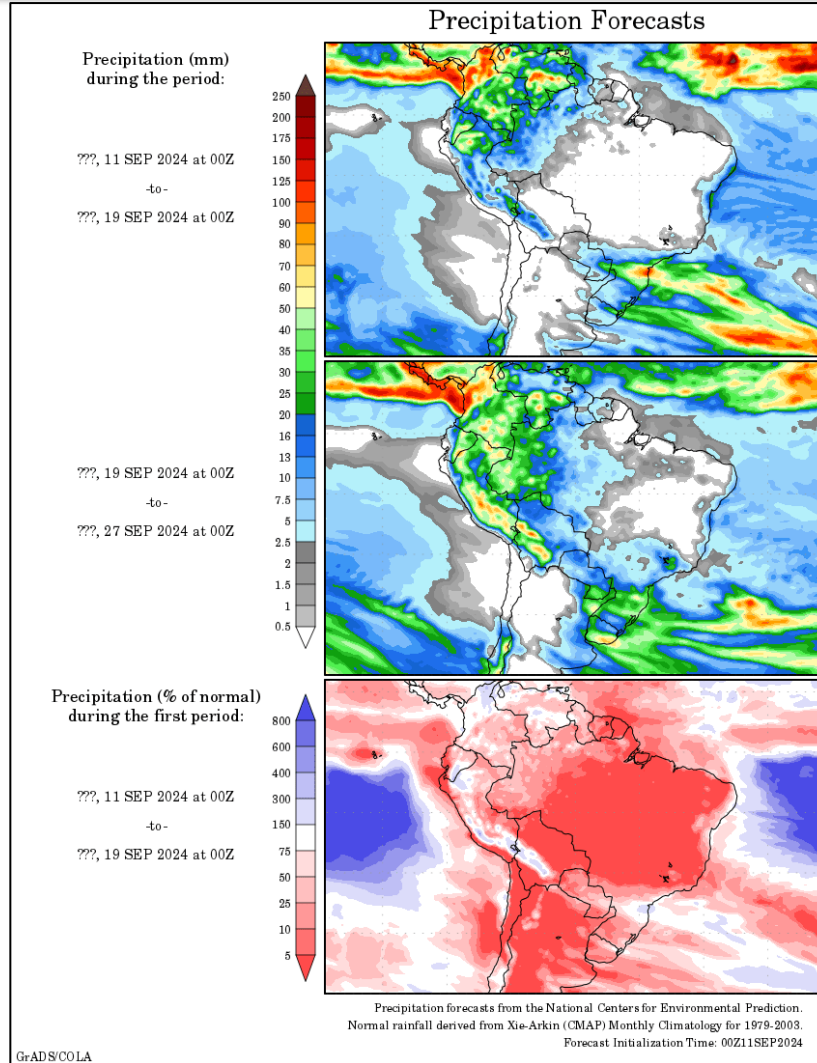 Precipitation Forecasts
Precipitation (mm)
during the period:
???, 11 SEP 2024 at 00Z
-to-
???, 19 SEP 2024 at 00Z
250
200
175
150
125
100
90
80
70
60
50
40
35
30
25
20
16
13
10
7.5
5
2.5
2
1.5
1
0.5
???, 19 SEP 2024 at 00Z
-to-
???, 27 SEP 2024 at 00Z
Precipitation (% of normal)
during the first period:
???, 11 SEP 2024 at 00Z
-to-
???, 19 SEP 2024 at 00Z
800
600
400
300
150
75
50
25
10
5
Precipitation forecasts from the National Centers for Environmental Prediction.
Normal rainfall derived from Xie-Arkin (CMAP) Monthly Climatology for 1979-2003.
Forecast Initialization Time: 00Z11SEP2024
GrADS/COLA